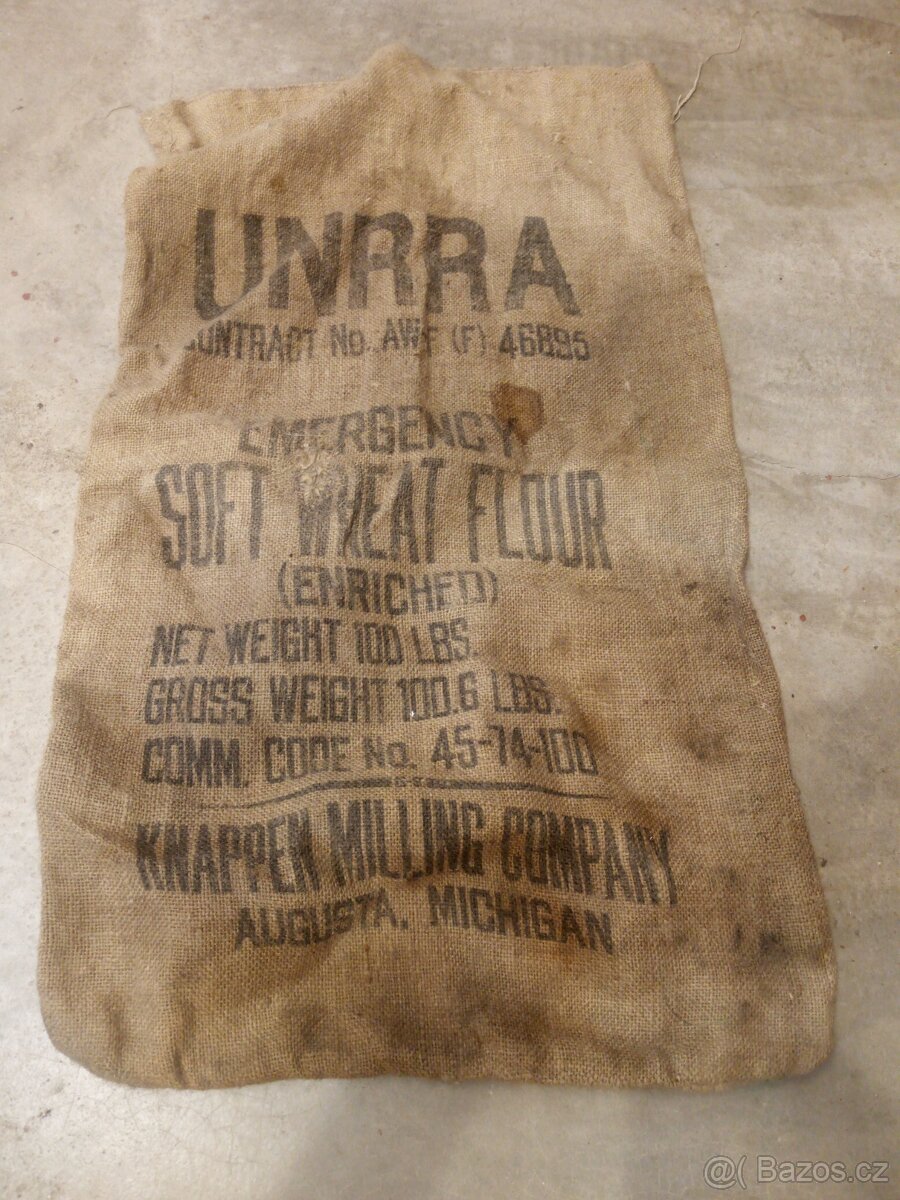 UNRRA
CONTRACT No. AW-F (F) 46895
EMERGENCY
SOFT WHEAT FLOUR
(ENRICHED)
NET WEIGHT 100 LBS.
GROSS WEIGHT 100.6 LBS.
COMM. CODE No. 45-74-100
KNAPPEN MILLING COMPANY
AUGUSTA, MICHIGAN
@( Bazos.cz